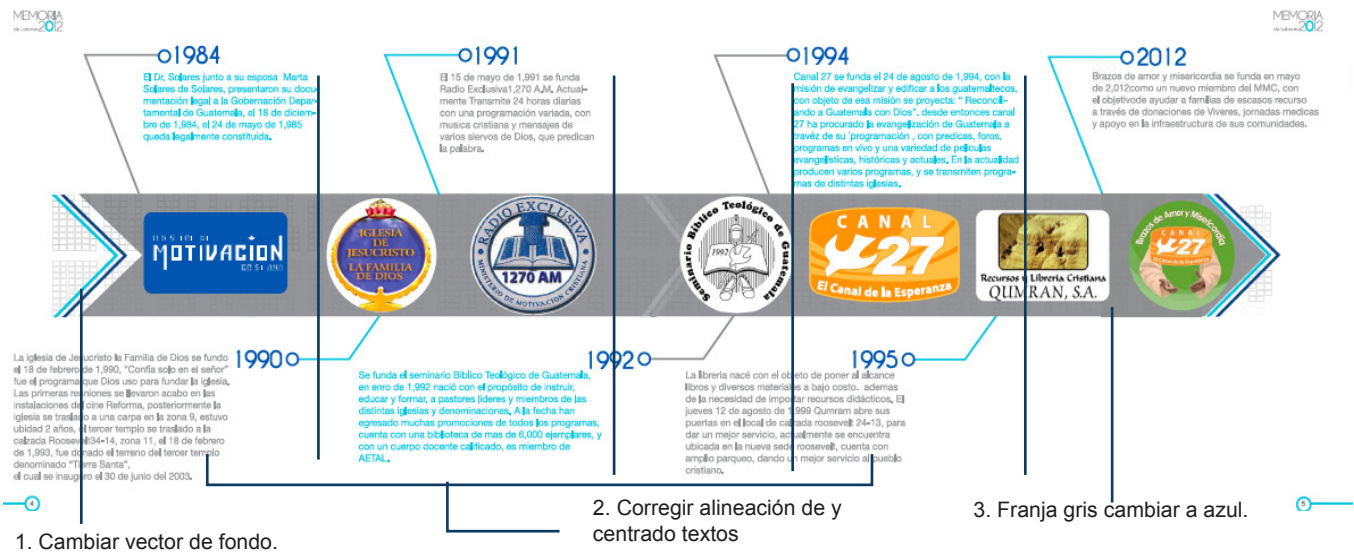 MEMORIA
de Labores 2012
MEMORIA
de Labores 2012
1984
El Dr, Solares junto a su esposa Marta
Solares de Solares, presentaron su docu-
mentación legal a la Gobernación Depar-
tamental de Guatemala, el 18 de diciem-
bre de 1,984, el 24 de mayo de 1,985
queda legalmente constituida.
1991
El 15 de mayo de 1,991 se funda
Radio Exclusiva1,270 A.M. Actual-
mente Transmite 24 horas diarias
con una programación variada, con
musica cristiana y mensajes de
varios siervos de Dios, que predican
la palabra.
1994
Canal 27 se funda el 24 de agosto de 1,994, con la
misión de evangelizar y edificar a los guatemaltecos,
con objeto de esa misión se proyecta: " Reconcili-
ando a Guatemala con Dios". desde entonces canal
27 ha procurado la evangelización de Guatemala a
travéz de su `programación , con predicas, foros,
programas en vivo y una variedad de películas
evangelísticas, históricas y actuales. En la actualidad
producen varios programas, y se transmiten progra-
mas de distintas iglesias.
2012
Brazos de amor y misericordia se funda en mayo
de 2,012como un nuevo miembro del MMC, con
el objetivode ayudar a familias de escasos recurso
a travéz de donaciones de Viveres, jornadas medicas
y apoyo en la infraestructura de sus comunidades.
MOTIVACION
IGLESIA
DE
JESUCRISTO
LA FAMILIA
DE DIOS
RADIO EXCLUSIVA
1270 AM
MINISTERIO DE MOTIVACION CRISTIANA
Seminario Bíblico Teológico de Guatemala
1992
CANAL
27
El Canal de la Esperanza
Recursos y Libreria Cristiana
QUMRAN, S.A.
Brazos de Amor y Misericordia
CANAL
27
El Canal de la Esperanza
1990
La iglesia de Jesucristo la Familia de Dios se fundo
el 18 de febrero de 1,990, "Confia solo en el señor"
fue el programa que Dios uso para fundar la iglesia.
Las primeras reuniones se llevaron acabo en las
instalaciones del cine Reforma, posteriormente la
iglesia se traslado a una carpa en la zona 9, estuvo
ubidad 2 años, el tercer templo se traslado a la
calzada Roosevelt34-14, zona 11, el 18 de febrero
de 1,993, fue donado el terreno del tercer templo
denominado "Tierra Santa",
el cual se inauguro el 30 de junio del 2003.
1992
Se funda el seminario Bíblico Teológico de Guatemala,
en enro de 1,992 nació con el propósito de instruir,
educar y formar, a pastores líderes y miembros de las
distintas iglesias y denominaciones. A la fecha han
egresado muchas promociones de todos los programas,
cuenta con una biblioteca de mas de 6,000 ejemplares, y
con un cuerpo docente calificado, es miembro de
AETAL.
1995
La libreria nacé con el objeto de poner al alcance
libros y diversos materiales a bajo costo. ademas
de la necesidad de importar recursos didácticos. El
jueves 12 de agosto de 1999 Qumram abre sus
puertas en el local de calzada roosevelt 24-13, para
dar un mejor servicio, actualmente se encuentra
ubicada en la nueva sede roosevelt, cuenta con
amplio parqueo, dando un mejor servicio al pueblo
cristiano.
4
5
1. Cambiar vector de fondo.
2. Corregir alineación de y
centrado textos
3. Franja gris cambiar a azul.